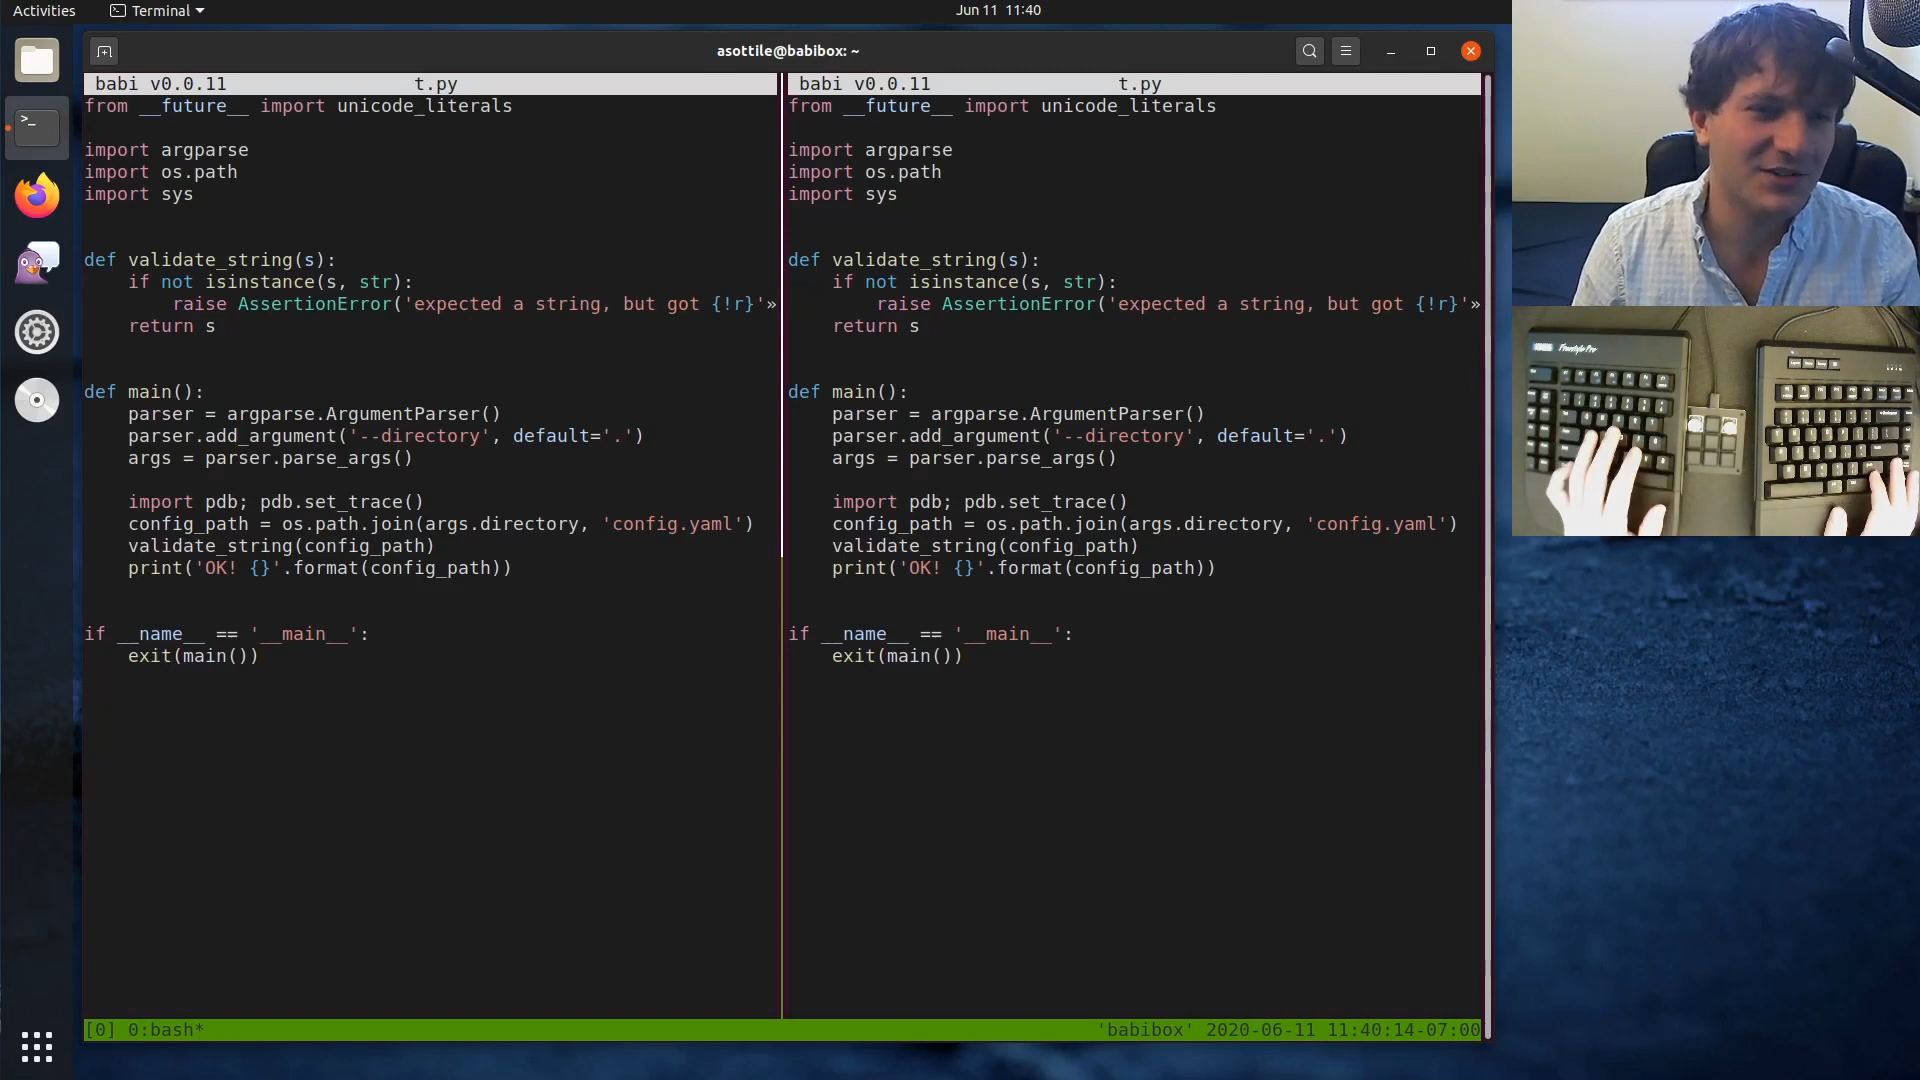 Activities
Terminal
Jun 11 11:40
asottile@babibox: ~
babi v0.0.11 t.py
from __future__ import unicode_literals
import argparse
import os.path
import sys
def validate_string(s):
    if not isinstance(s, str):
        raise AssertionError('expected a string, but got {!r}'»
    return s
def main():
    parser = argparse.ArgumentParser()
    parser.add_argument('--directory', default='.')
    args = parser.parse_args()
    import pdb; pdb.set_trace()
    config_path = os.path.join(args.directory, 'config.yaml')
    validate_string(config_path)
    print('OK! {}'.format(config_path))
if __name__ == '__main__':
    exit(main())
babi v0.0.11 t.py
from __future__ import unicode_literals
import argparse
import os.path
import sys
def validate_string(s):
    if not isinstance(s, str):
        raise AssertionError('expected a string, but got {!r}'»
    return s
def main():
    parser = argparse.ArgumentParser()
    parser.add_argument('--directory', default='.')
    args = parser.parse_args()
    import pdb; pdb.set_trace()
    config_path = os.path.join(args.directory, 'config.yaml')
    validate_string(config_path)
    print('OK! {}'.format(config_path))
if __name__ == '__main__':
    exit(main())
[0] 0:bash* 'babibox' 2020-06-11 11:40:14-07:00
Freestyle Pro